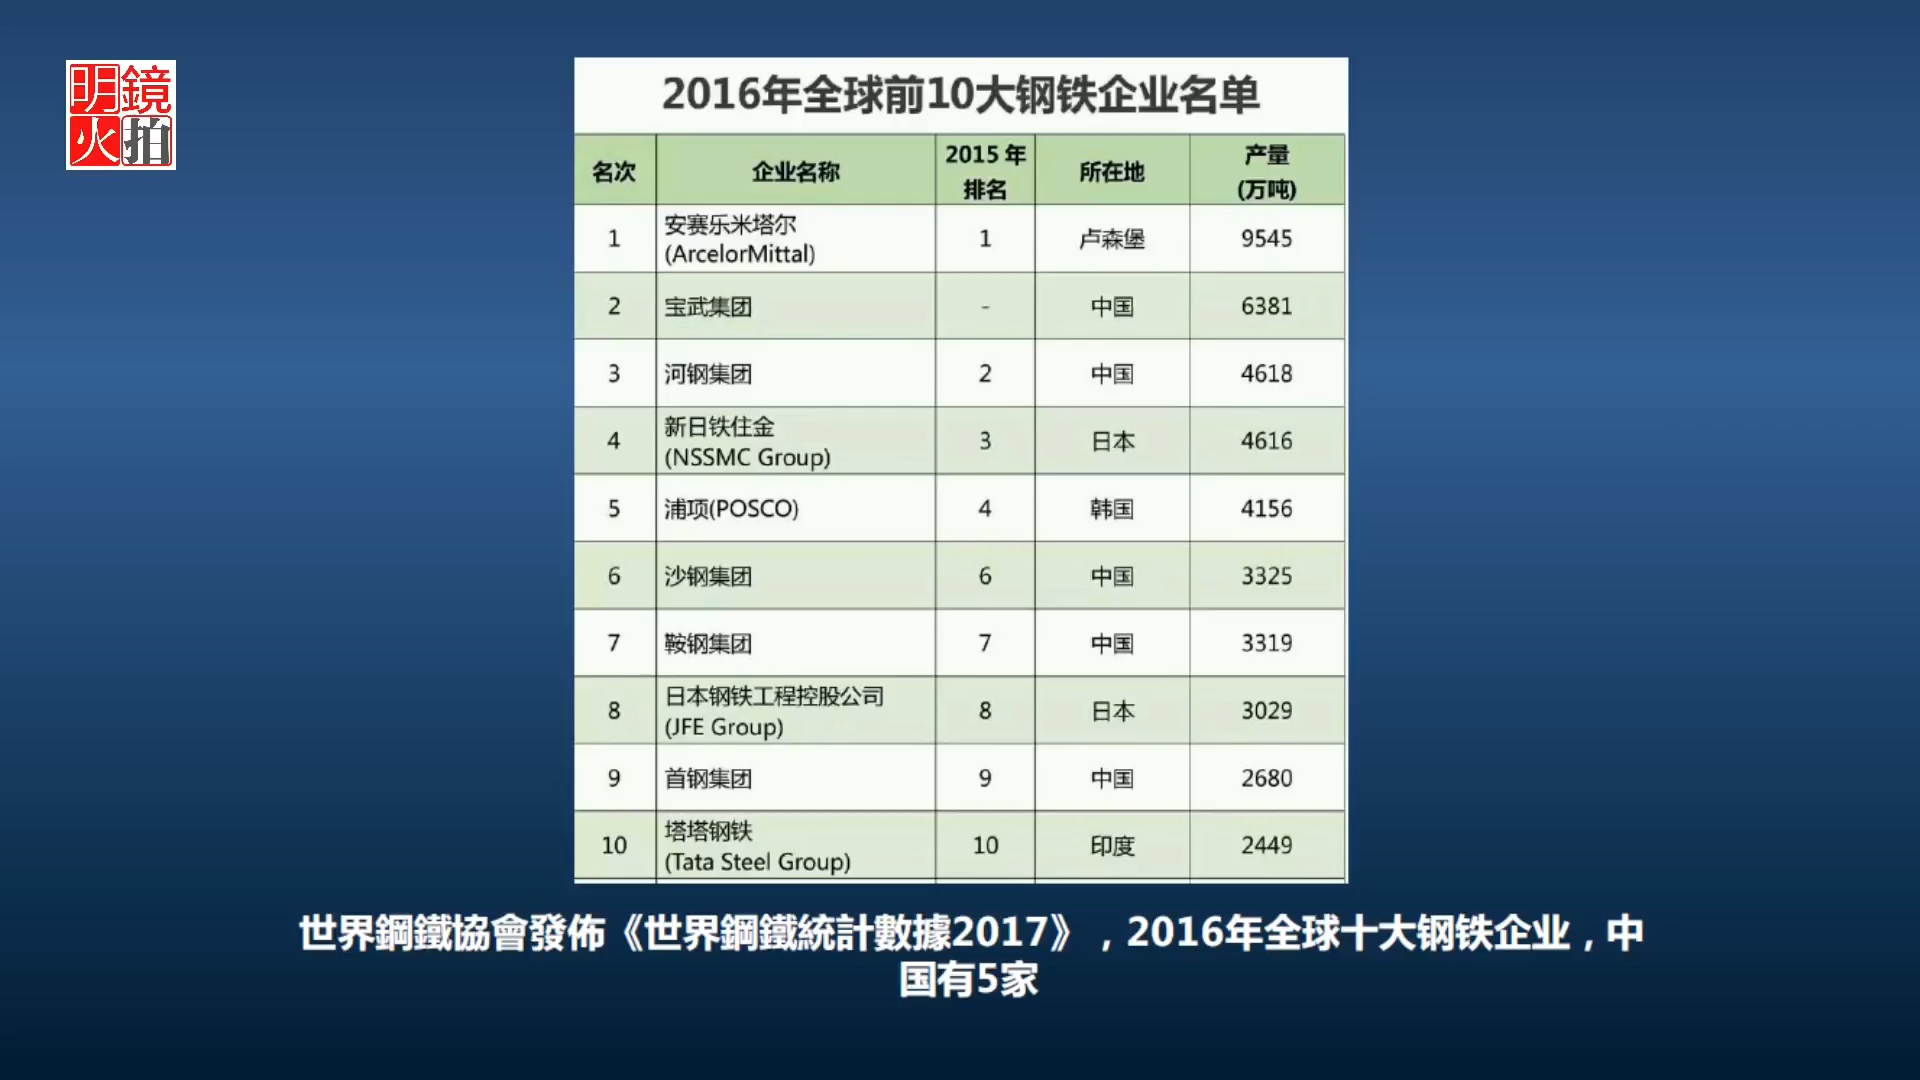 明鏡
火拍
2016年全球前10大钢铁企业名单
名次 企业名称 2015 年排名 所在地 产量(万吨)
1 安赛乐米塔尔(ArcelorMittal) 1 卢森堡 9545
2 宝武集团 - 中国 6381
3 河钢集团 2 中国 4618
4 新日铁住金(NSSMC Group) 3 日本 4616
5 浦项(POSCO) 4 韩国 4156
6 沙钢集团 6 中国 3325
7 鞍钢集团 7 中国 3319
8 日本钢铁工程控股公司(JFE Group) 8 日本 3029
9 首钢集团 9 中国 2680
10 塔塔钢铁(Tata Steel Group) 10 印度 2449
世界鋼鐵協會發佈《世界鋼鐵統計數據2017》，2016年全球十大钢铁企业，中
国有5家